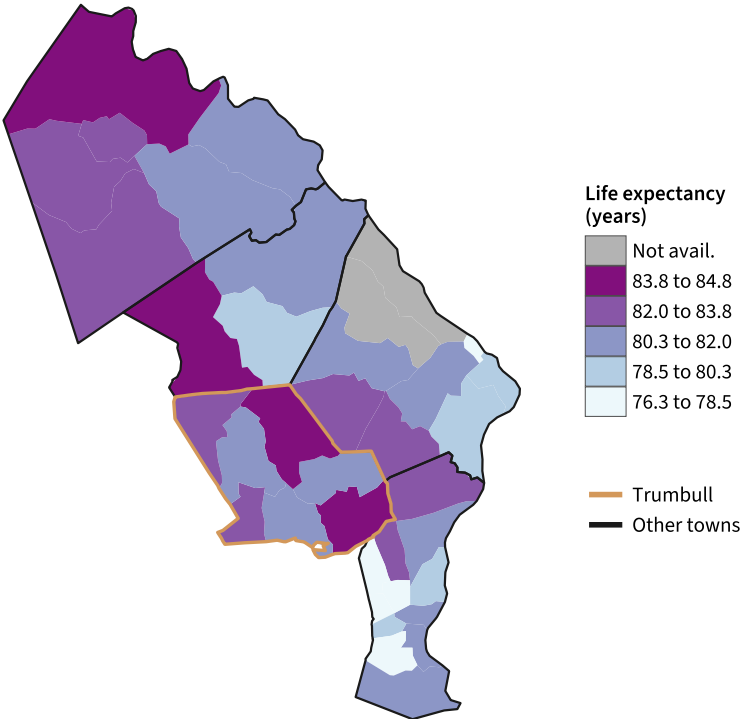 Life expectancy
(years)
Not avail.
83.8 to 84.8
82.0 to 83.8
80.3 to 82.0
78.5 to 80.3
76.3 to 78.5
Trumbull
Other towns